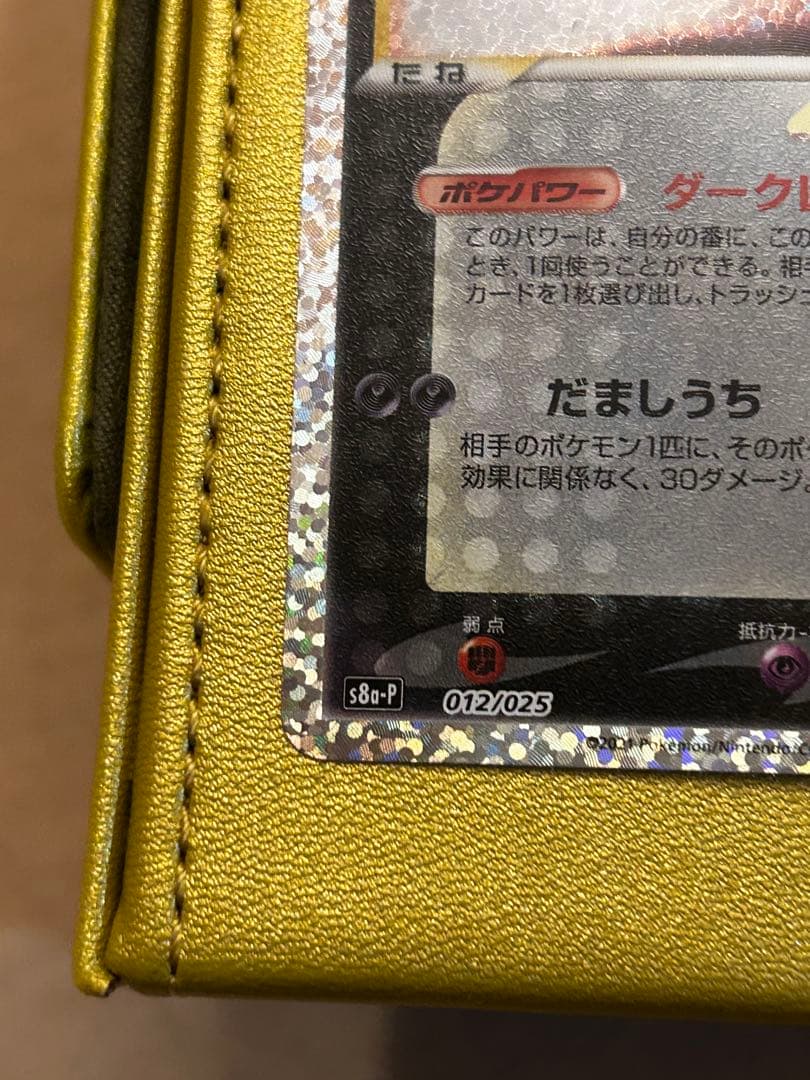 たね
ポケパワー ダーク
このパワーは、自分の番に、この
とき、1回使うことができる。相手
カードを1枚選び出し、トラッシュ
だましうち
相手のポケモン1匹に、そのポケ
効果に関係なく、30ダメージ。
弱点 抵抗力
s8a-P 012/025
©2021 Pokémon/Nintendo/C